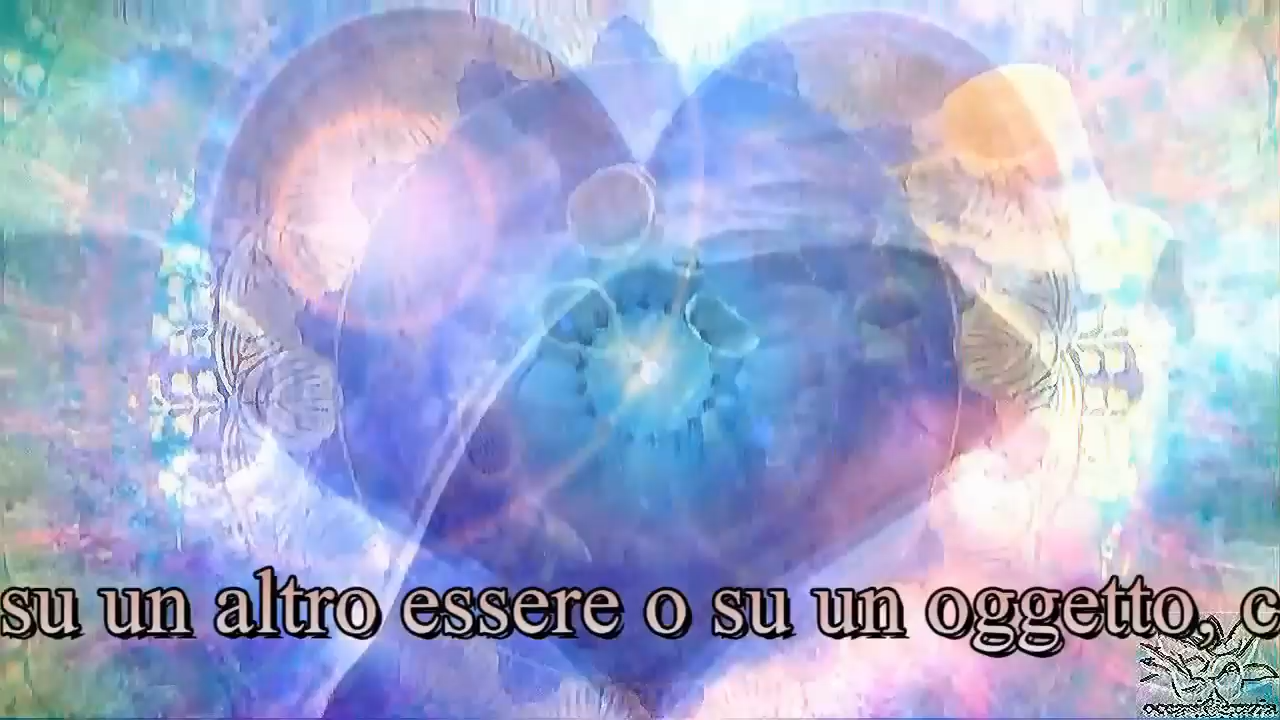 su un altro essere o su un oggetto, c